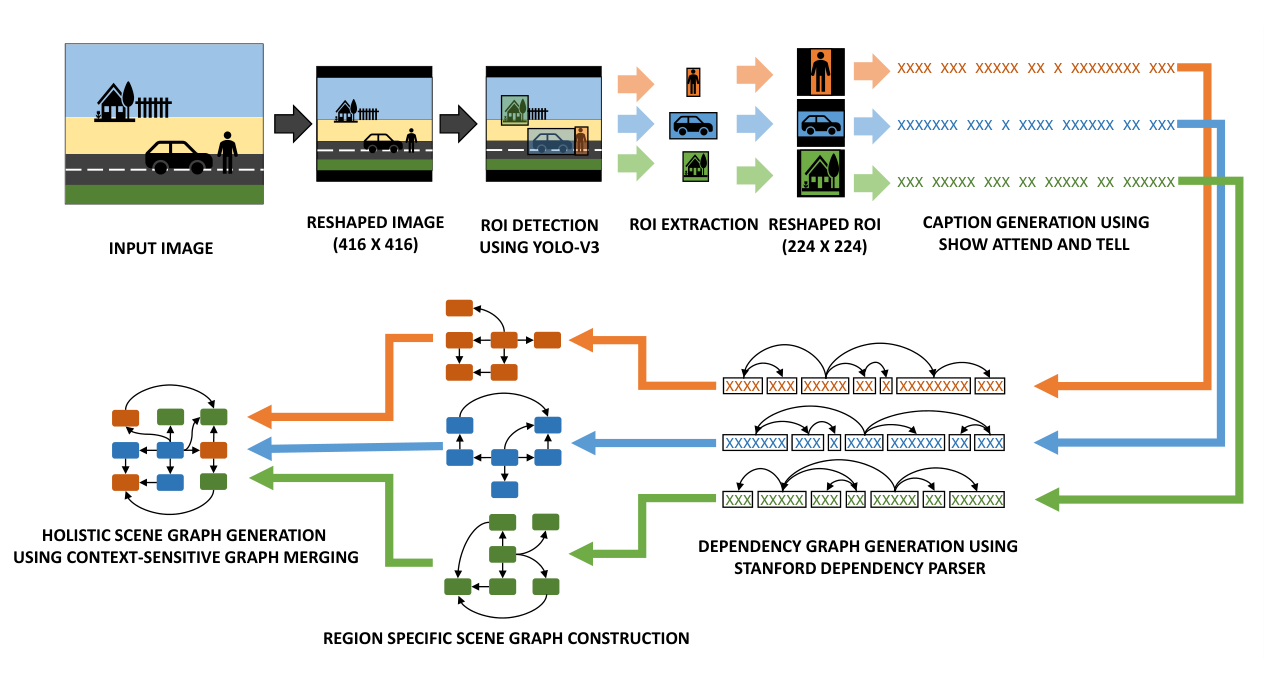 XXXX XXX XXXXX XX X XXXXXXXX XXX
XXXXXXX XXX X XXXX XXXXXX XX XXX
XXX XXXXX XXX XX XXXXX XX XXXXXX
INPUT IMAGE
RESHAPED IMAGE
(416 X 416)
ROI DETECTION
USING YOLO-V3
ROI EXTRACTION
RESHAPED ROI
(224 X 224)
CAPTION GENERATION USING
SHOW ATTEND AND TELL
XXXX XXX XXXXX XX X XXXXXXXX XXX
XXXXXXX XXX X XXXX XXXXXX XX XXX
XXX XXXXX XXX XX XXXXX XX XXXXXX
DEPENDENCY GRAPH GENERATION USING
STANFORD DEPENDENCY PARSER
REGION SPECIFIC SCENE GRAPH CONSTRUCTION
HOLISTIC SCENE GRAPH GENERATION
USING CONTEXT-SENSITIVE GRAPH MERGING